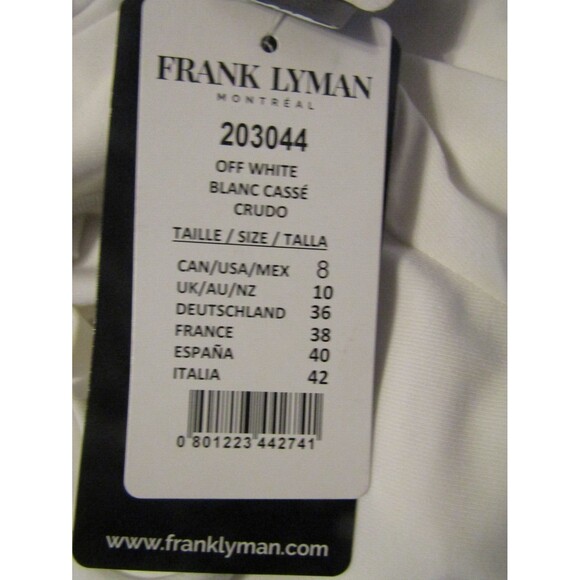 FRANK LYMAN
MONTRÉAL
203044
OFF WHITE
BLANC CASSÉ
CRUDO
TAILLE / SIZE / TALLA
CAN/USA/MEX 8
UK/AU/NZ 10
DEUTSCHLAND 36
FRANCE 38
ESPAÑA 40
ITALIA 42
0 801223 442741
www.franklyman.com